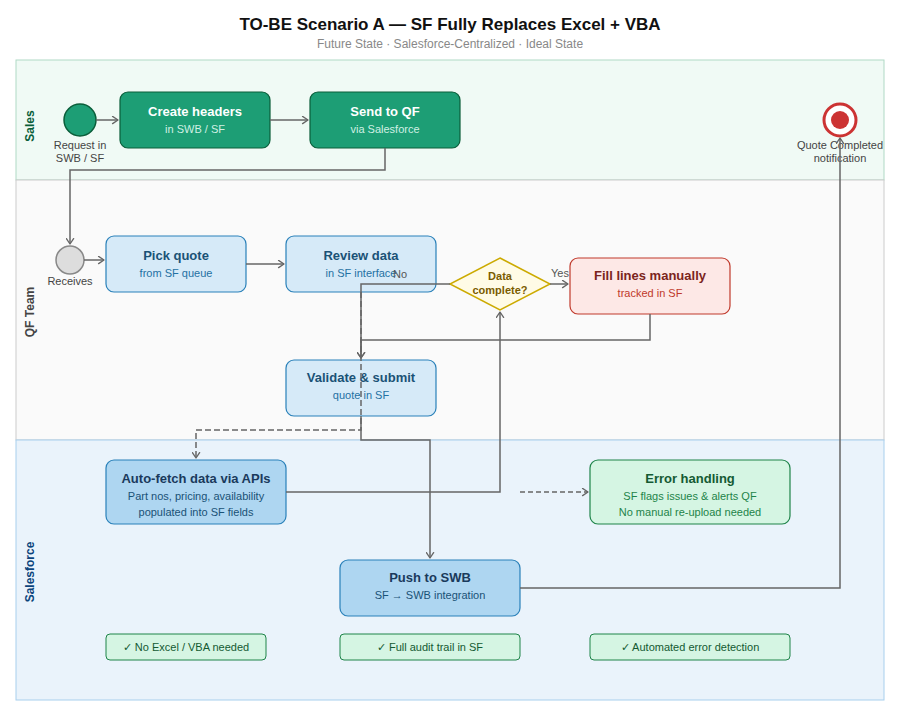 TO-BE Scenario A — SF Fully Replaces Excel + VBA
Future State · Salesforce-Centralized · Ideal State
Sales
Request in
SWB / SF
Create headers
in SWB / SF
Send to QF
via Salesforce
Quote Completed
notification
QF Team
Receives
Pick quote
from SF queue
Review data
in SF interface
No
Data
complete?
Yes
Fill lines manually
tracked in SF
Validate & submit
quote in SF
Salesforce
Auto-fetch data via APIs
Part nos, pricing, availability
populated into SF fields
Error handling
SF flags issues & alerts QF
No manual re-upload needed
Push to SWB
SF → SWB integration
✓ No Excel / VBA needed
✓ Full audit trail in SF
✓ Automated error detection